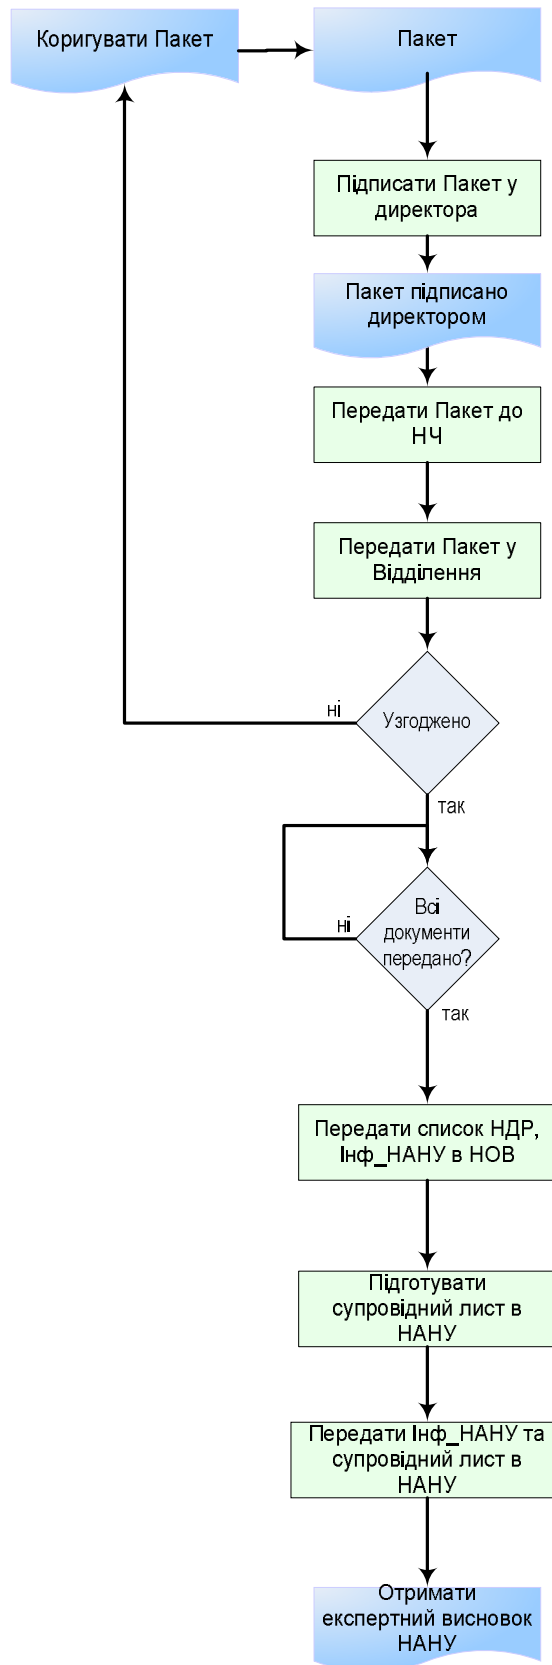 Коригувати Пакет
Пакет
Підписати Пакет у
директора
Пакет підписано
директором
Передати Пакет до
НЧ
Передати Пакет у
Відділення
ні
Узгоджено
так
ні
Всі
документи
передано?
так
Передати список НДР,
Інф_НАНУ в НОВ
Підготувати
супровідний лист в
НАНУ
Передати Інф_НАНУ та
супровідний лист в
НАНУ
Отримати
експертний висновок
НАНУ